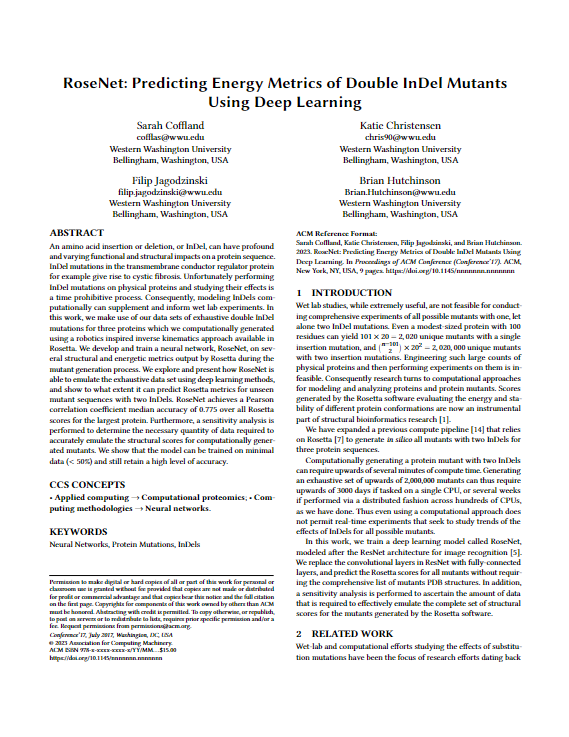 RoseNet: Predicting Energy Metrics of Double InDel Mutants
Using Deep Learning
Sarah Coffland
cofflas@wwu.edu
Western Washington University
Bellingham, Washington, USA
Katie Christensen
chris90@wwu.edu
Western Washington University
Bellingham, Washington, USA
Filip Jagodzinski
filip.jagodzinski@wwu.edu
Western Washington University
Bellingham, Washington, USA
Brian Hutchinson
Brian.Hutchinson@wwu.edu
Western Washington University
Bellingham, Washington, USA
ABSTRACT
An amino acid insertion or deletion, or InDel, can have profound
and varying functional and structural impacts on a protein sequence.
InDel mutations in the transmembrane conductor regulator protein
for example give rise to cystic fibrosis. Unfortunately performing
InDel mutations on physical proteins and studying their effects is
a time prohibitive process. Consequently, modeling InDels com-
putationally can supplement and inform wet lab experiments. In
this work, we make use of our data sets of exhaustive double InDel
mutations for three proteins which we computationally generated
using a robotics inspired inverse kinematics approach available in
Rosetta. We develop and train a neural network, RoseNet, on sev-
eral structural and energetic metrics output by Rosetta during the
mutant generation process. We explore and present how RoseNet is
able to emulate the exhaustive data set using deep learning methods,
and show to what extent it can predict Rosetta metrics for unseen
mutant sequences with two InDels. RoseNet achieves a Pearson
correlation coefficient median accuracy of 0.775 over all Rosetta
scores for the largest protein. Furthermore, a sensitivity analysis is
performed to determine the necessary quantity of data required to
accurately emulate the structural scores for computationally gener-
ated mutants. We show that the model can be trained on minimal
data (< 50%) and still retain a high level of accuracy.
CCS CONCEPTS
• Applied computing → Computational proteomics; • Com-
puting methodologies → Neural networks.
KEYWORDS
Neural Networks, Protein Mutations, InDels
Permission to make digital or hard copies of all or part of this work for personal or
classroom use is granted without fee provided that copies are not made or distributed
for profit or commercial advantage and that copies bear this notice and the full citation
on the first page. Copyrights for components of this work owned by others than ACM
must be honored. Abstracting with credit is permitted. To copy otherwise, or republish,
to post on servers or to redistribute to lists, requires prior specific permission and/or a
fee. Request permissions from permissions@acm.org.
Conference'17, July 2017, Washington, DC, USA
© 2023 Association for Computing Machinery.
ACM ISBN 978-x-xxxx-xxxx-x/YY/MM...$15.00
https://doi.org/10.1145/nnnnnnn.nnnnnnn
ACM Reference Format:
Sarah Coffland, Katie Christensen, Filip Jagodzinski, and Brian Hutchinson.
2023. RoseNet: Predicting Energy Metrics of Double InDel Mutants Using
Deep Learning. In Proceedings of ACM Conference (Conference'17). ACM,
New York, NY, USA, 9 pages. https://doi.org/10.1145/nnnnnnn.nnnnnnn
1 INTRODUCTION
Wet lab studies, while extremely useful, are not feasible for conduct-
ing comprehensive experiments of all possible mutants with one, let
alone two InDel mutations. Even a modest-sized protein with 100
residues can yield 101 × 20 = 2,020 unique mutants with a single
insertion mutation, and (n=101 2) × 20² = 2,020,000 unique mutants
with two insertion mutations. Engineering such large counts of
physical proteins and then performing experiments on them is in-
feasible. Consequently research turns to computational approaches
for modeling and analyzing proteins and protein mutants. Scores
generated by the Rosetta software evaluating the energy and sta-
bility of different protein conformations are now an instrumental
part of structural bioinformatics research [1].
We have expanded a previous compute pipeline [14] that relies
on Rosetta [7] to generate in silico all mutants with two InDels for
three protein sequences.
Computationally generating a protein mutant with two InDels
can require upwards of several minutes of compute time. Generating
an exhaustive set of upwards of 2,000,000 mutants can thus require
upwards of 3000 days if tasked on a single CPU, or several weeks
if performed via a distributed fashion across hundreds of CPUs,
as we have done. Thus even using a computational approach does
not permit real-time experiments that seek to study trends of the
effects of InDels for all possible mutants.
In this work, we train a deep learning model called RoseNet,
modeled after the ResNet architecture for image recognition [5].
We replace the convolutional layers in ResNet with fully-connected
layers, and predict the Rosetta scores for all mutants without requir-
ing the comprehensive list of mutants PDB structures. In addition,
a sensitivity analysis is performed to ascertain the amount of data
that is required to effectively emulate the complete set of structural
scores for the mutants generated by the Rosetta software.
2 RELATED WORK
Wet-lab and computational efforts studying the effects of substitu-
tion mutations have been the focus of research efforts dating back